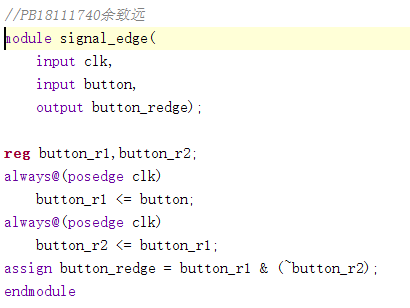 //PB18111740余致远
module signal_edge(
    input clk,
    input button,
    output button_redge);

reg button_r1,button_r2;
always@(posedge clk)
    button_r1 <= button;
always@(posedge clk)
    button_r2 <= button_r1;
assign button_redge = button_r1 & (~button_r2);
endmodule